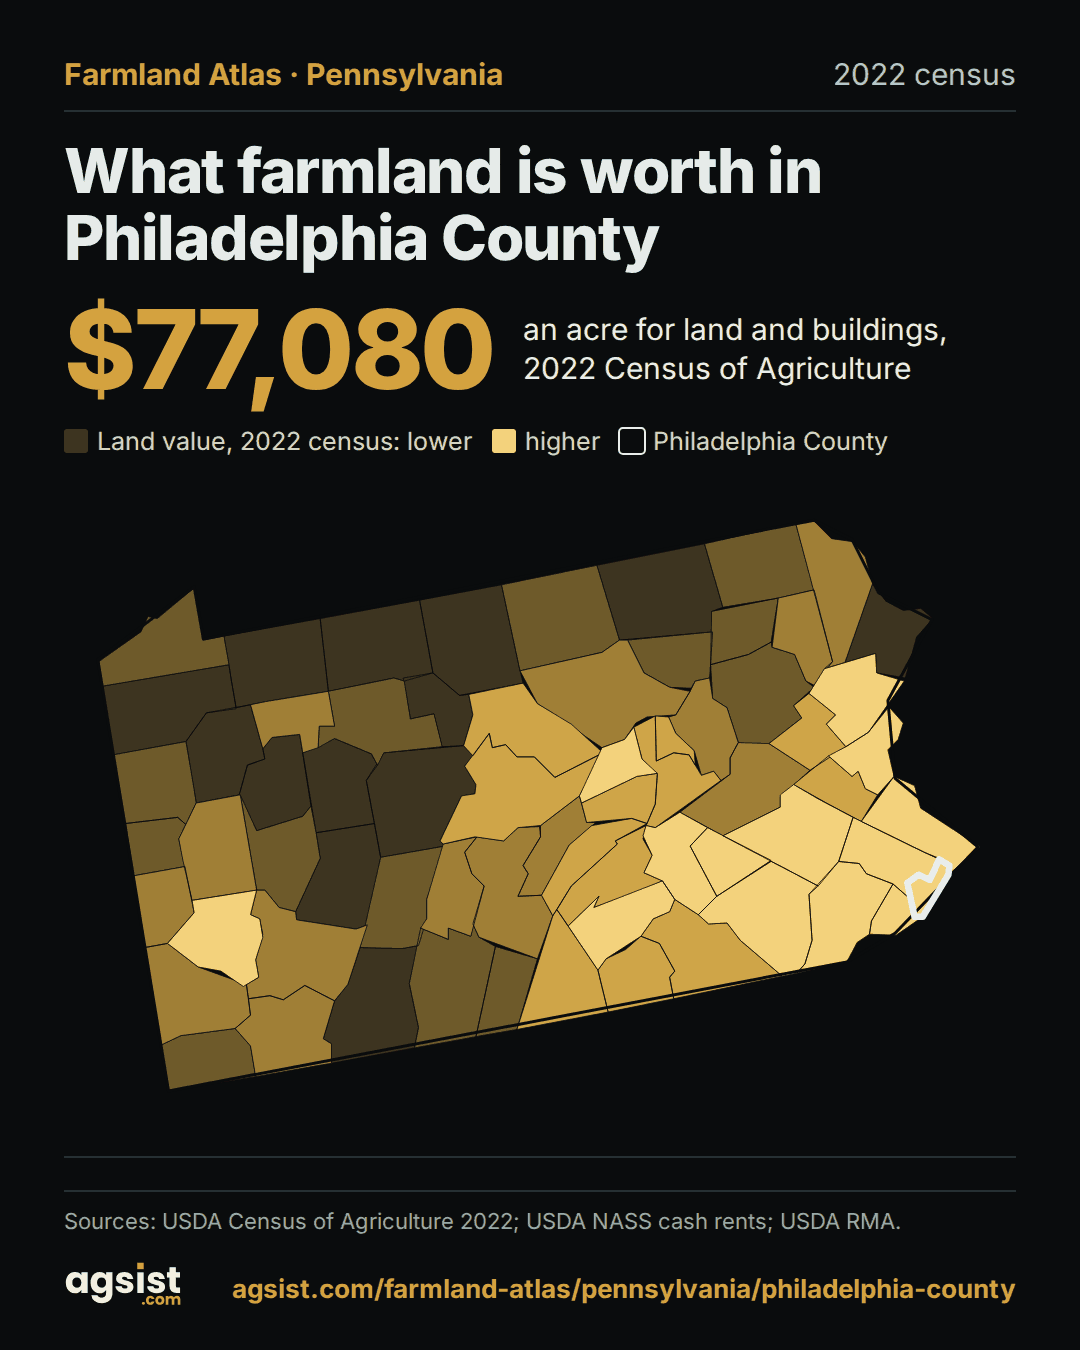 Farmland Atlas · Pennsylvania
2022 census
What farmland is worth in
Philadelphia County
$77,080
an acre for land and buildings,
2022 Census of Agriculture
Land value, 2022 census: lower
higher
Philadelphia County
Sources: USDA Census of Agriculture 2022; USDA NASS cash rents; USDA RMA.
agsist
.com
agsist.com/farmland-atlas/pennsylvania/philadelphia-county